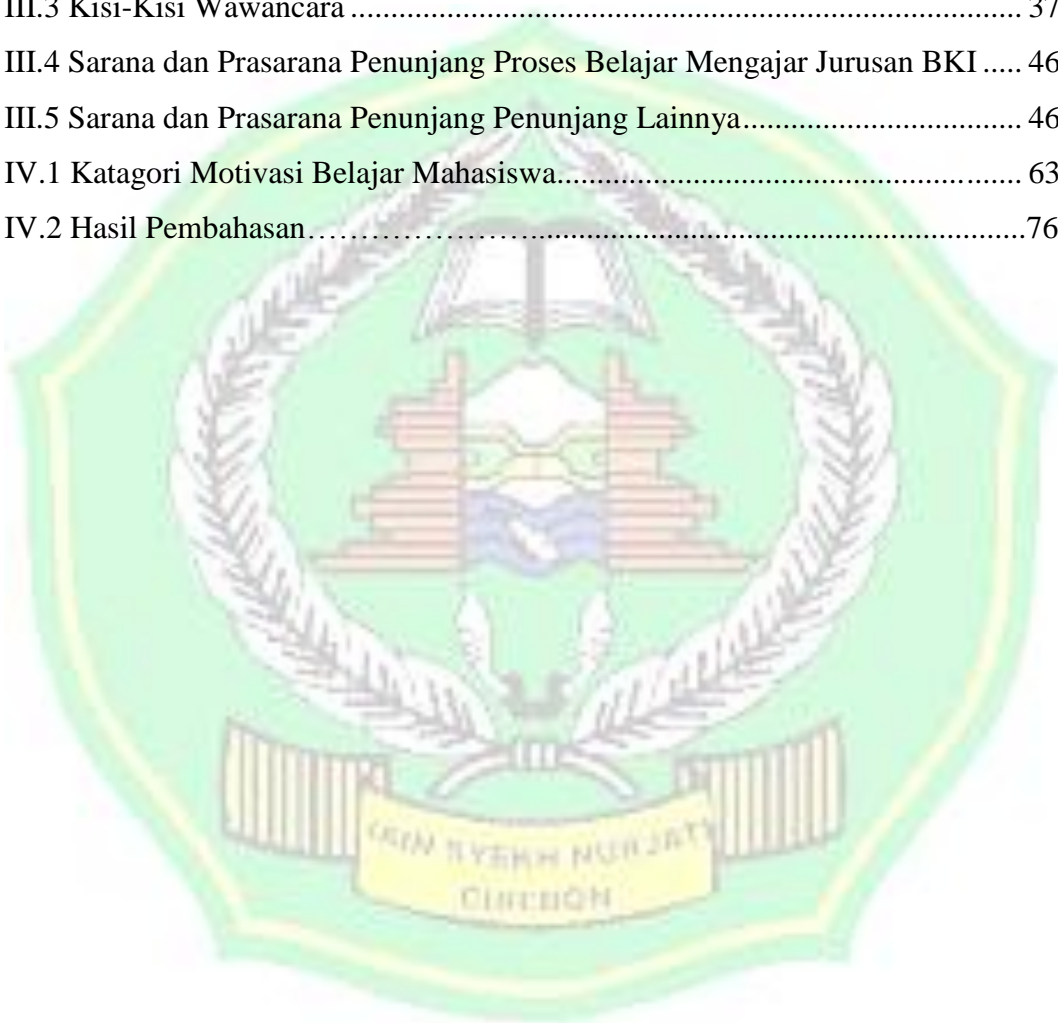 III.3 Kisi-Kisi Wawancara ........................................................................................ 37
III.4 Sarana dan Prasarana Penunjang Proses Belajar Mengajar Jurusan BKI ..... 46
III.5 Sarana dan Prasarana Penunjang Penunjang Lainnya.................................... 46
IV.1 Katagori Motivasi Belajar Mahasiswa............................................................ 63
IV.2 Hasil Pembahasan…………………….............................................................76
IAIN SYEKH NURJATI
CIREBON